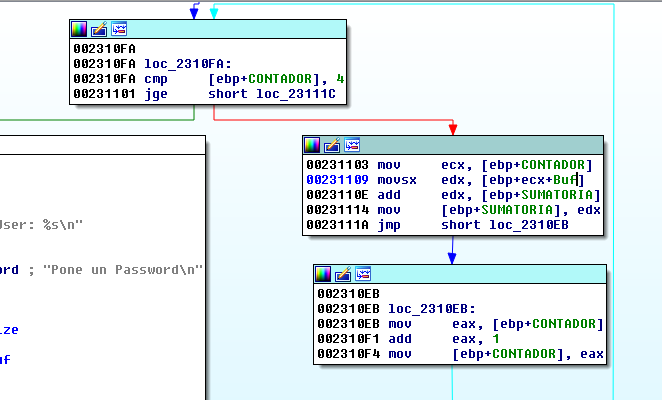 002310FA
002310FA loc_2310FA:
002310FA cmp [ebp+CONTADOR], 4
00231101 jge short loc_23111C
00231103 mov ecx, [ebp+CONTADOR]
00231109 movsx edx, [ebp+ecx+Buf]
0023110E add edx, [ebp+SUMATORIA]
00231114 mov [ebp+SUMATORIA], edx
0023111A jmp short loc_2310EB
User: %s\n"
ord ; "Pone un Password\n"
ize
uf
002310EB
002310EB loc_2310EB:
002310EB mov eax, [ebp+CONTADOR]
002310F1 add eax, 1
002310F4 mov [ebp+CONTADOR], eax